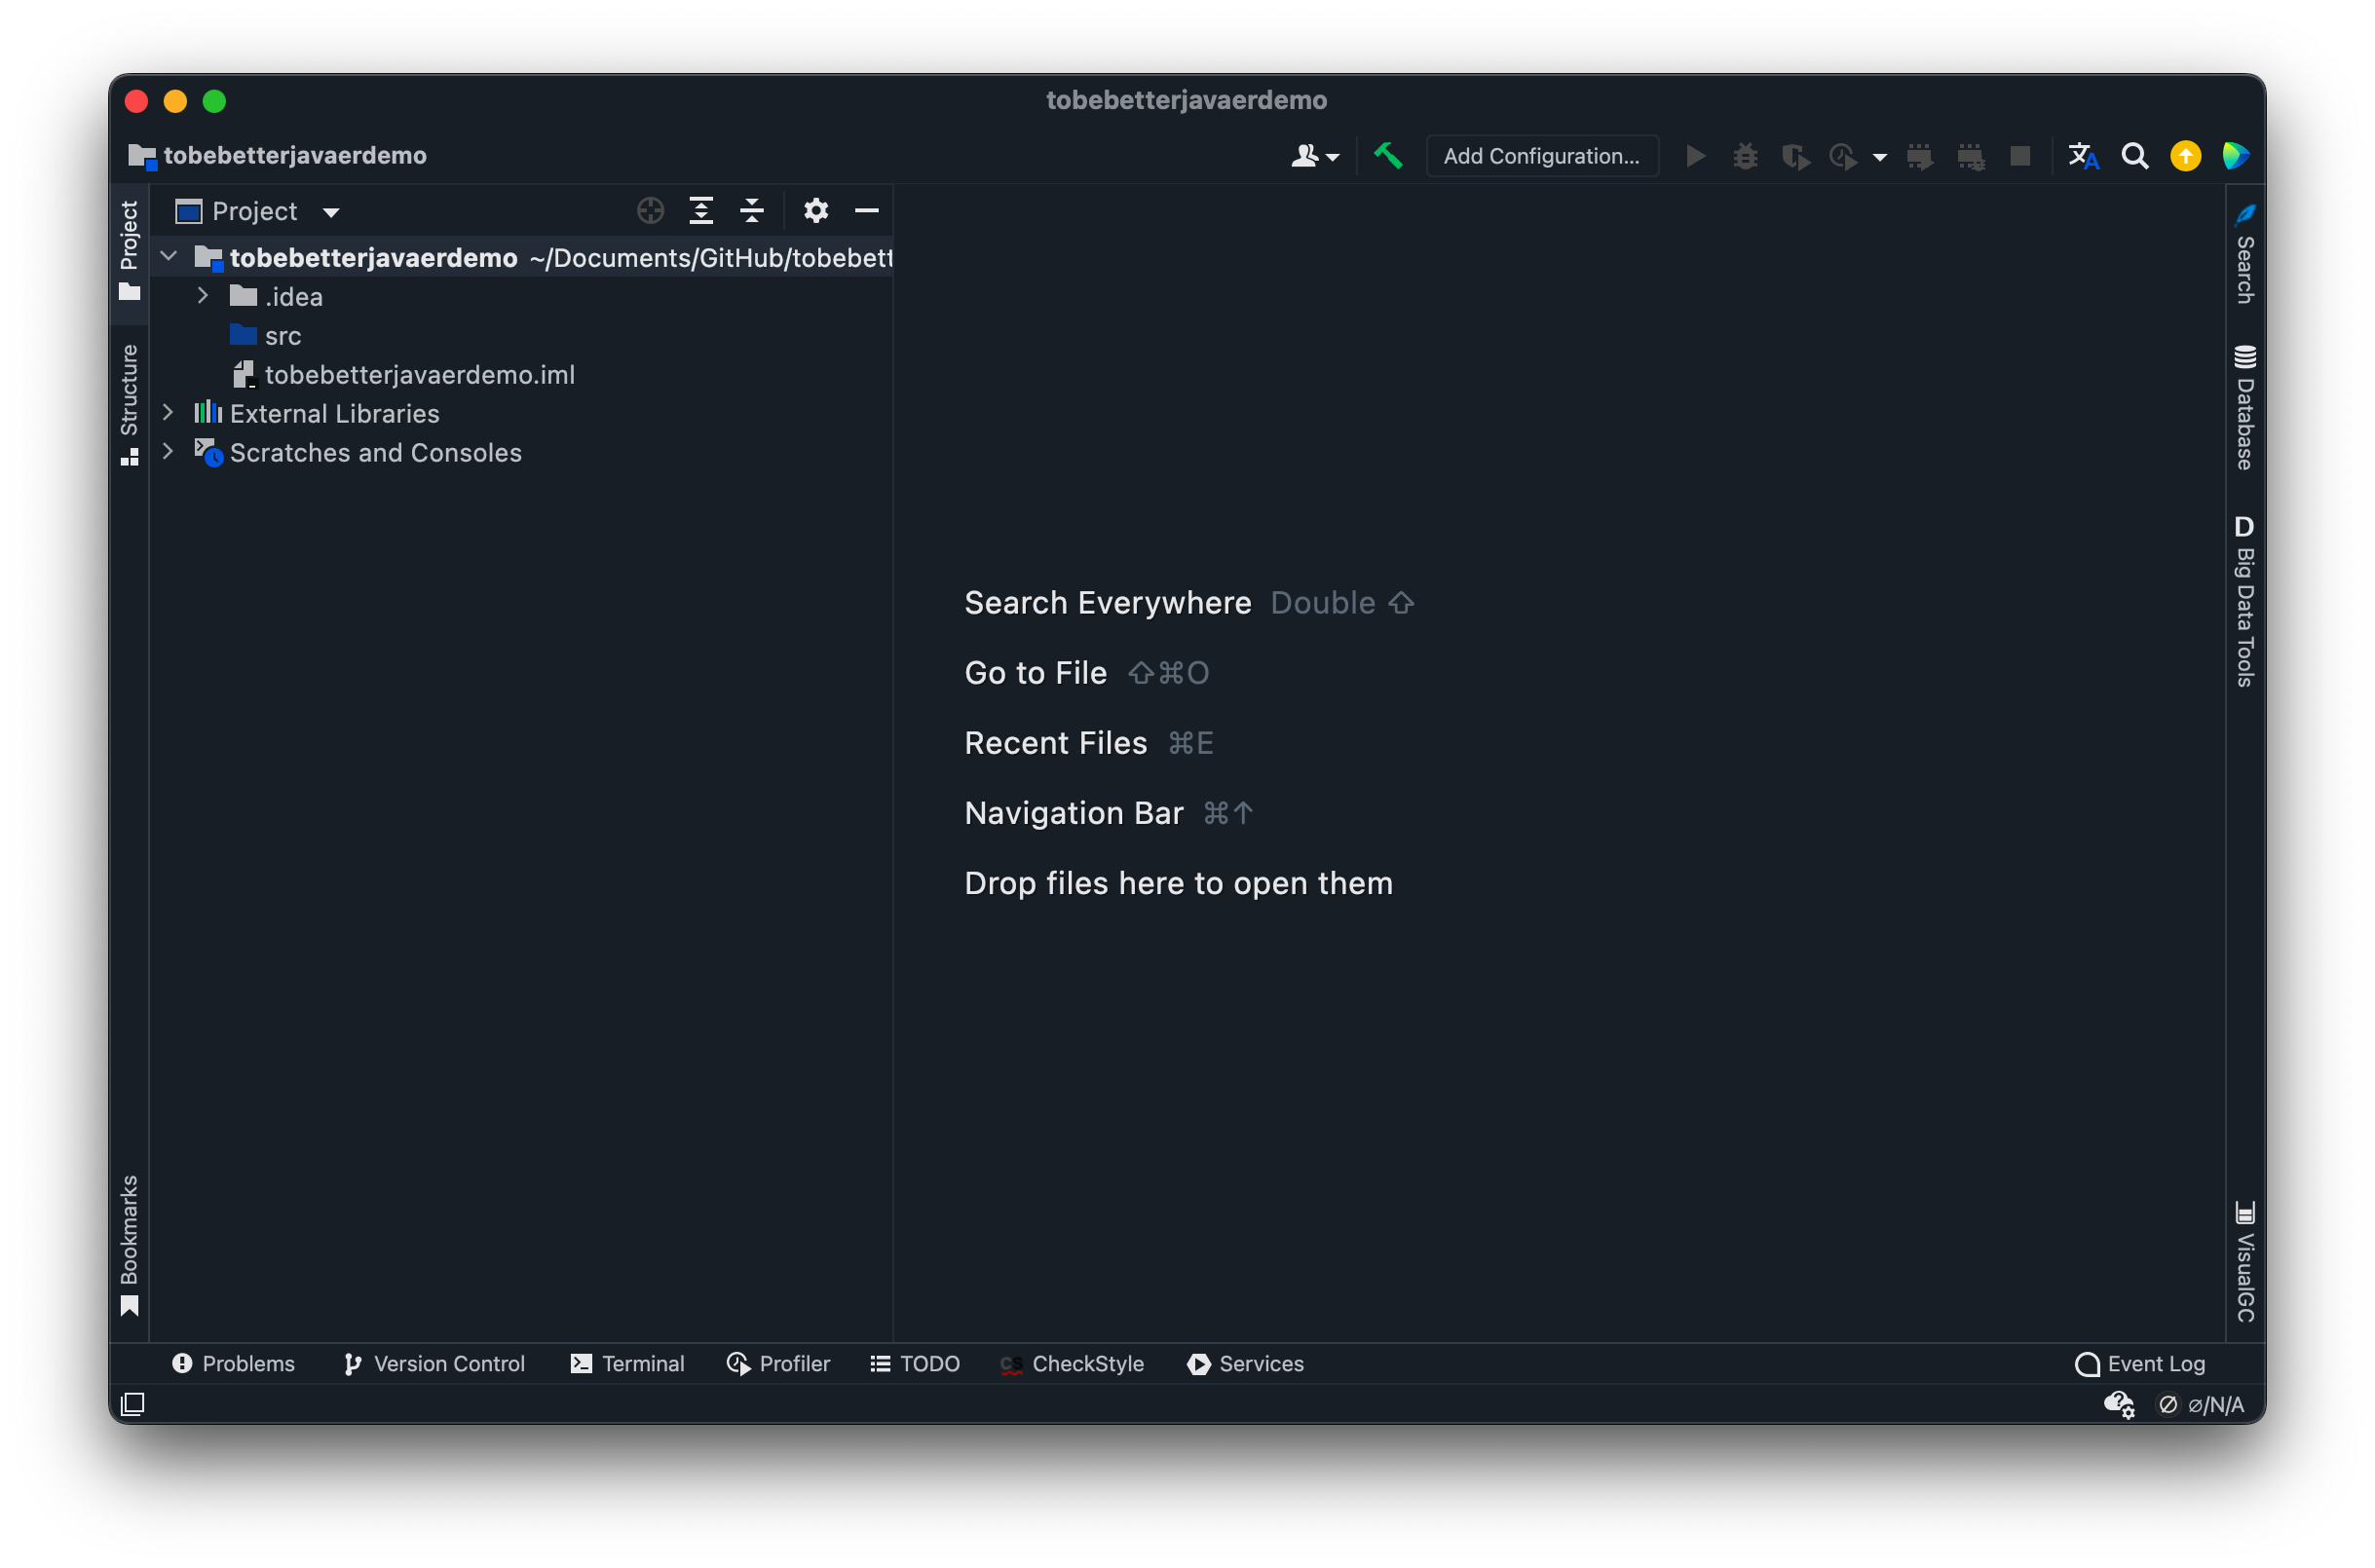 tobebetterjavaerdemo
tobebetterjavaerdemo
Add Configuration...
Project
Project
tobebetterjavaerdemo ~/Documents/GitHub/tobebett
.idea
src
tobebetterjavaerdemo.iml
External Libraries
Scratches and Consoles
Structure
Bookmarks
Search Everywhere Double ⇧
Go to File ⇧⌘O
Recent Files ⌘E
Navigation Bar ⌘↑
Drop files here to open them
Search
Database
D Big Data Tools
VisualGC
Problems Version Control Terminal Profiler TODO CS CheckStyle Services Event Log
∅/N/A